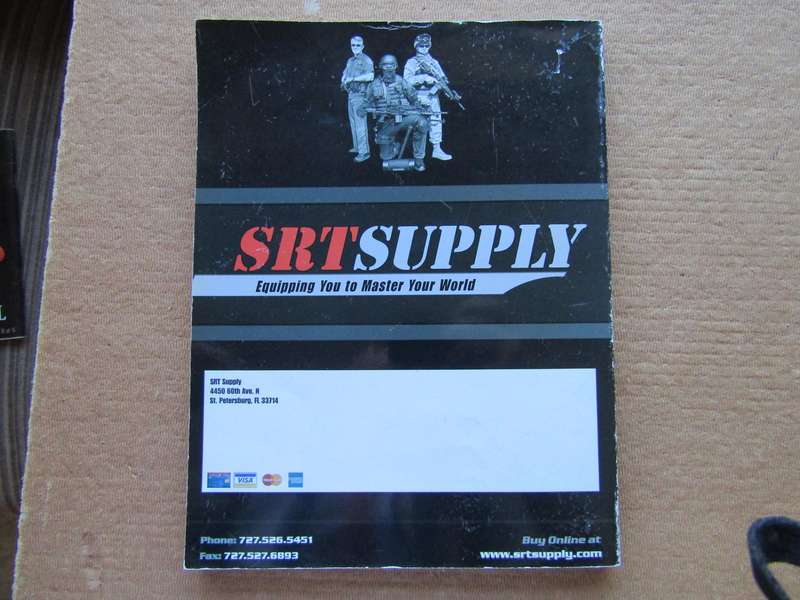 SRTSUPPLY
Equipping You to Master Your World
SRT Supply
4450 60th Ave. N
St. Petersburg, FL 33714
VISA
Phone: 727.526.5451
Fax: 727.527.6893
Buy Online at
www.srtsupply.com